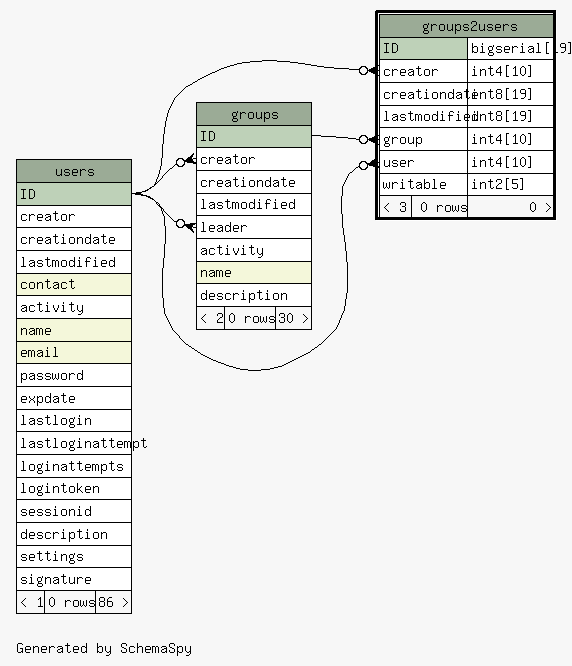 groups2users
ID bigserial[19]
creator int4[10]
creationdate int8[19]
lastmodified int8[19]
group int4[10]
user int4[10]
writable int2[5]
< 3 0 rows 0 >
groups
ID
creator
creationdate
lastmodified
leader
activity
name
description
< 2 0 rows 30 >
users
ID
creator
creationdate
lastmodified
contact
activity
name
email
password
expdate
lastlogin
lastloginattempt
loginattempts
logintoken
sessionid
description
settings
signature
< 1 0 rows 86 >
Generated by SchemaSpy